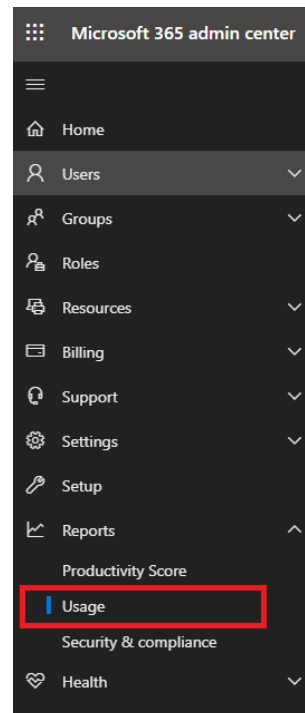 Microsoft 365 admin center
Home
Users
Groups
Roles
Resources
Billing
Support
Settings
Setup
Reports
Productivity Score
Usage
Security & compliance
Health